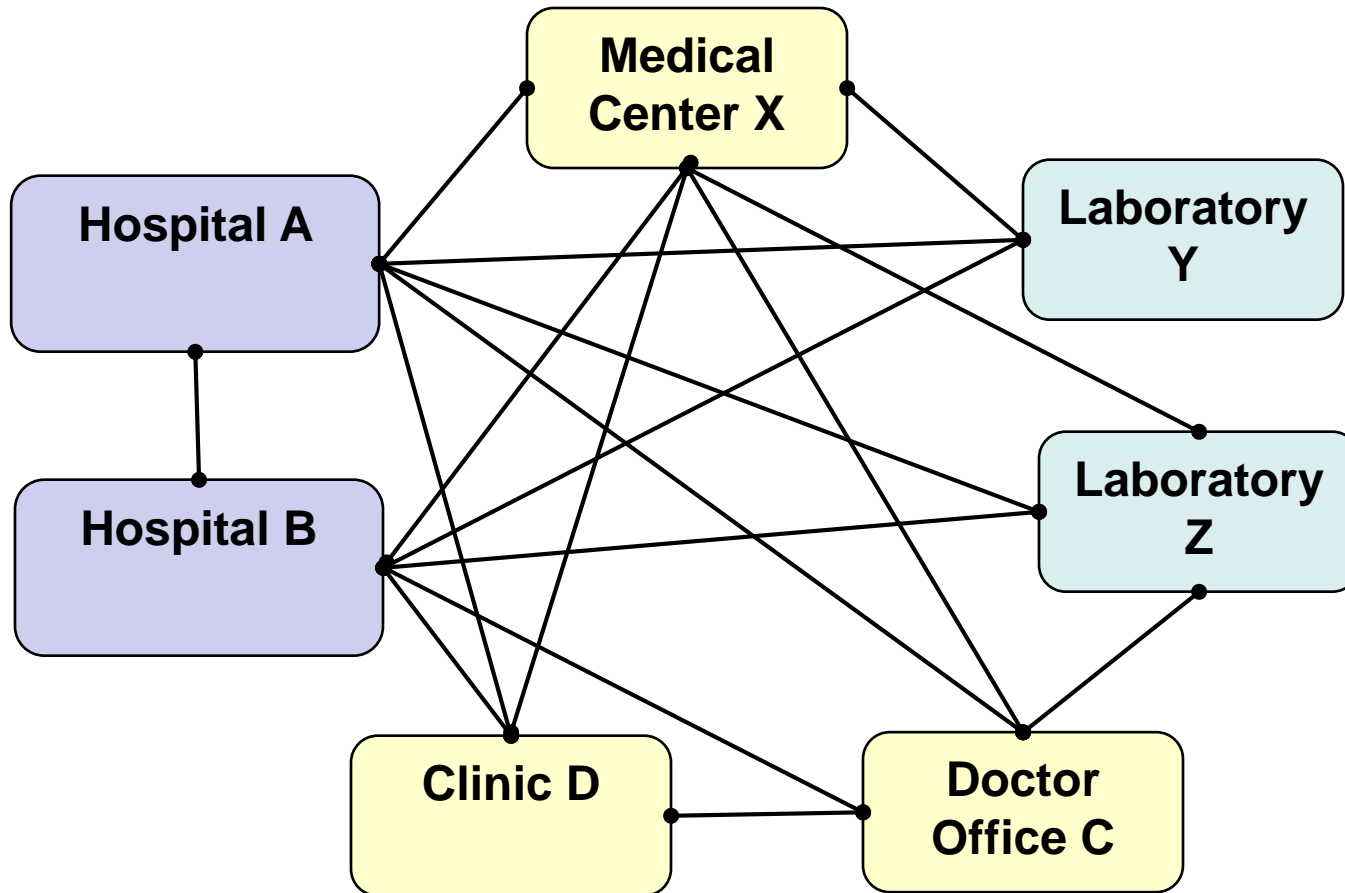 Medical
Center X
Hospital A
Laboratory
Y
Hospital B
Laboratory
Z
Clinic D
Doctor
Office C